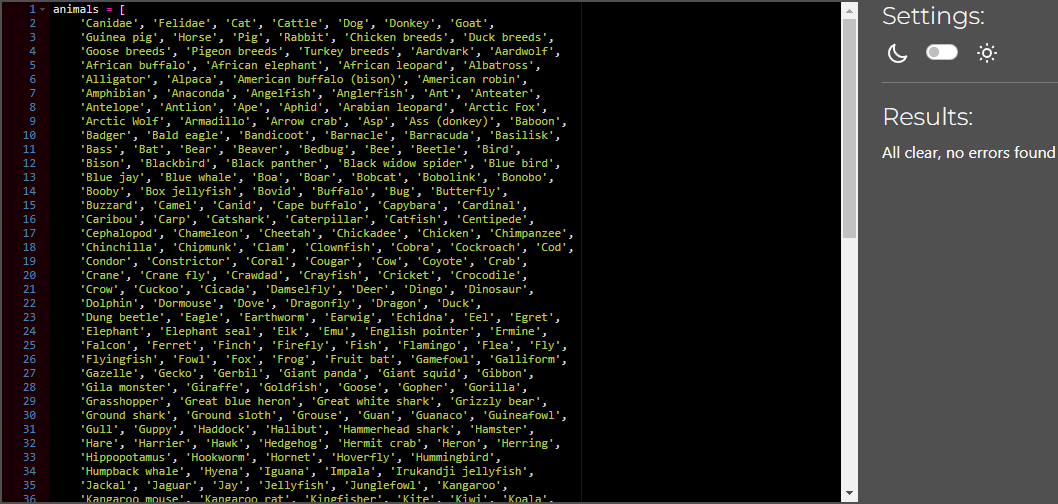 1 animals = [
2 'Canidae', 'Felidae', 'Cat', 'Cattle', 'Dog', 'Donkey', 'Goat',
3 'Guinea pig', 'Horse', 'Pig', 'Rabbit', 'Chicken breeds', 'Duck breeds',
4 'Goose breeds', 'Pigeon breeds', 'Turkey breeds', 'Aardvark', 'Aardwolf',
5 'African buffalo', 'African elephant', 'African leopard', 'Albatross',
6 'Alligator', 'Alpaca', 'American buffalo (bison)', 'American robin',
7 'Amphibian', 'Anaconda', 'Angelfish', 'Anglerfish', 'Ant', 'Anteater',
8 'Antelope', 'Antlion', 'Ape', 'Aphid', 'Arabian leopard', 'Arctic Fox',
9 'Arctic Wolf', 'Armadillo', 'Arrow crab', 'Asp', 'Ass (donkey)', 'Baboon',
10 'Badger', 'Bald eagle', 'Bandicoot', 'Barnacle', 'Barracuda', 'Basilisk',
11 'Bass', 'Bat', 'Bear', 'Beaver', 'Bedbug', 'Bee', 'Beetle', 'Bird',
12 'Bison', 'Blackbird', 'Black panther', 'Black widow spider', 'Blue bird',
13 'Blue jay', 'Blue whale', 'Boa', 'Boar', 'Bobcat', 'Bobolink', 'Bonobo',
14 'Booby', 'Box jellyfish', 'Bovid', 'Buffalo', 'Bug', 'Butterfly',
15 'Buzzard', 'Camel', 'Canid', 'Cape buffalo', 'Capybara', 'Cardinal',
16 'Caribou', 'Carp', 'Catshark', 'Caterpillar', 'Catfish', 'Centipede',
17 'Cephalopod', 'Chameleon', 'Cheetah', 'Chickadee', 'Chicken', 'Chimpanzee',
18 'Chinchilla', 'Chipmunk', 'Clam', 'Clownfish', 'Cobra', 'Cockroach', 'Cod',
19 'Condor', 'Constrictor', 'Coral', 'Cougar', 'Cow', 'Coyote', 'Crab',
20 'Crane', 'Crane fly', 'Crawdad', 'Crayfish', 'Cricket', 'Crocodile',
21 'Crow', 'Cuckoo', 'Cicada', 'Damselfly', 'Deer', 'Dingo', 'Dinosaur',
22 'Dolphin', 'Dormouse', 'Dove', 'Dragonfly', 'Dragon', 'Duck',
23 'Dung beetle', 'Eagle', 'Earthworm', 'Earwig', 'Echidna', 'Eel', 'Egret',
24 'Elephant', 'Elephant seal', 'Elk', 'Emu', 'English pointer', 'Ermine',
25 'Falcon', 'Ferret', 'Finch', 'Firefly', 'Fish', 'Flamingo', 'Flea', 'Fly',
26 'Flyingfish', 'Fowl', 'Fox', 'Frog', 'Fruit bat', 'Gamefowl', 'Galliform',
27 'Gazelle', 'Gecko', 'Gerbil', 'Giant panda', 'Giant squid', 'Gibbon',
28 'Gila monster', 'Giraffe', 'Goldfish', 'Goose', 'Gopher', 'Gorilla',
29 'Grasshopper', 'Great blue heron', 'Great white shark', 'Grizzly bear',
30 'Ground shark', 'Ground sloth', 'Grouse', 'Guan', 'Guanaco', 'Guineafowl',
31 'Gull', 'Guppy', 'Haddock', 'Halibut', 'Hammerhead shark', 'Hamster',
32 'Hare', 'Harrier', 'Hawk', 'Hedgehog', 'Hermit crab', 'Heron', 'Herring',
33 'Hippopotamus', 'Hookworm', 'Hornet', 'Hoverfly', 'Hummingbird',
34 'Humpback whale', 'Hyena', 'Iguana', 'Impala', 'Irukandji jellyfish',
35 'Jackal', 'Jaguar', 'Jay', 'Jellyfish', 'Junglefowl', 'Kangaroo',
36 'Kangaroo mouse', 'Kangaroo rat', 'Kingfisher', 'Kite', 'Kiwi', 'Koala',
Settings:
Results:
All clear, no errors found